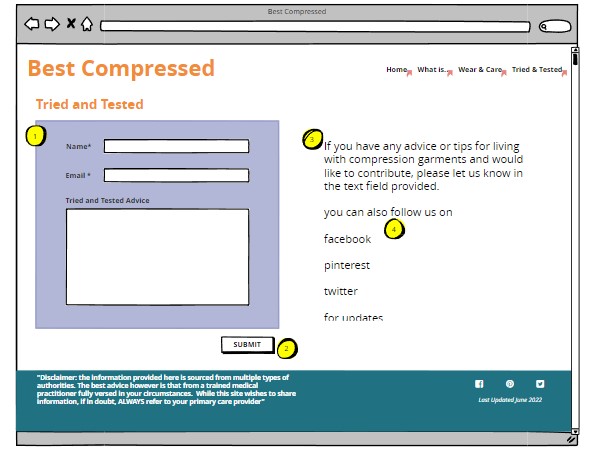 Best Compressed
Best Compressed
Home
What is..
Wear & Care
Tried & Tested
Tried and Tested
1
Name*
Email *
Tried and Tested Advice
SUBMIT
2
3
If you have any advice or tips for living
with compression garments and would
like to contribute, please let us know in
the text field provided.
you can also follow us on
4
facebook
pinterest
twitter
for updates
"Disclaimer: the information provided here is sourced from multiple types of
authorities. The best advice however is that from a trained medical
practitioner fully versed in your circumstances. While this site wishes to share
information, if in doubt, ALWAYS refer to your primary care provider"
Last Updated June 2022